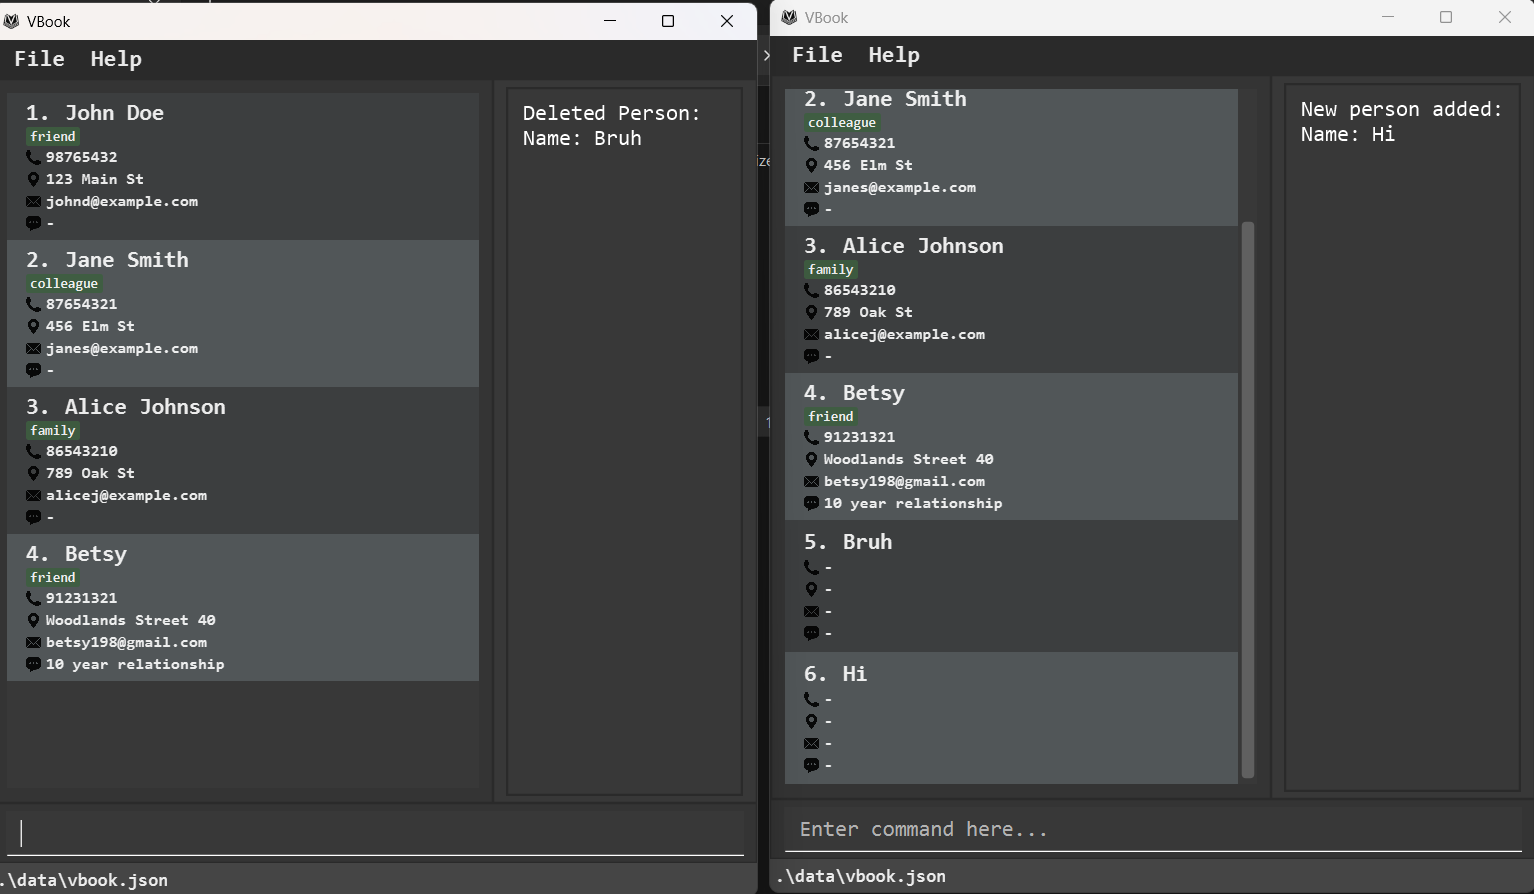 VBook
File Help
1. John Doe
friend
98765432
123 Main St
johnd@example.com
-
2. Jane Smith
colleague
87654321
456 Elm St
janes@example.com
-
3. Alice Johnson
family
86543210
789 Oak St
alicej@example.com
-
4. Betsy
friend
91231321
Woodlands Street 40
betsy198@gmail.com
10 year relationship
Deleted Person:
Name: Bruh
.\data\vbook.json
ize
1
VBook
File Help
2. Jane Smith
colleague
87654321
456 Elm St
janes@example.com
-
3. Alice Johnson
family
86543210
789 Oak St
alicej@example.com
-
4. Betsy
friend
91231321
Woodlands Street 40
betsy198@gmail.com
10 year relationship
5. Bruh
-
-
-
-
6. Hi
-
-
-
-
New person added:
Name: Hi
Enter command here...
.\data\vbook.json